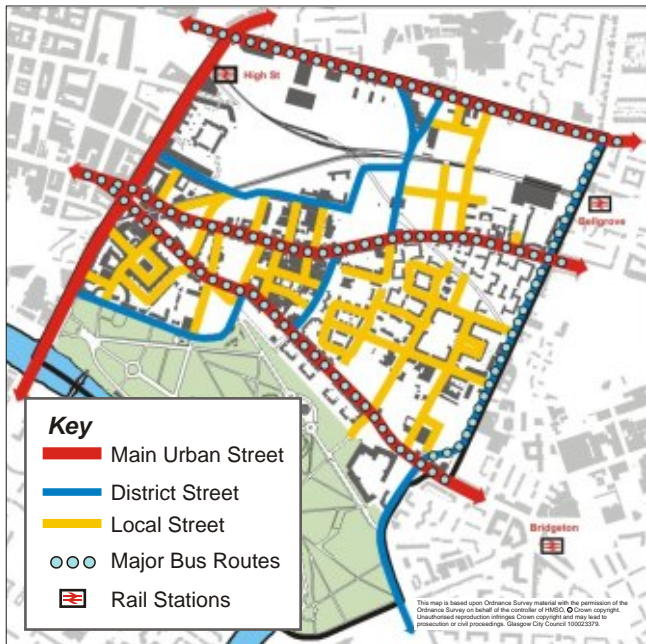 High St
Bellgrove
Key
Main Urban Street
District Street
Local Street
Major Bus Routes
Rail Stations
Bridgeton
This map is based upon Ordnance Survey material with the permission of the
Ordnance Survey on behalf of the controller of HMSO, © Crown copyright.
Unauthorised reproduction infringes Crown copyright and may lead to
prosecution or civil proceedings. Glasgow City Council 100023379.